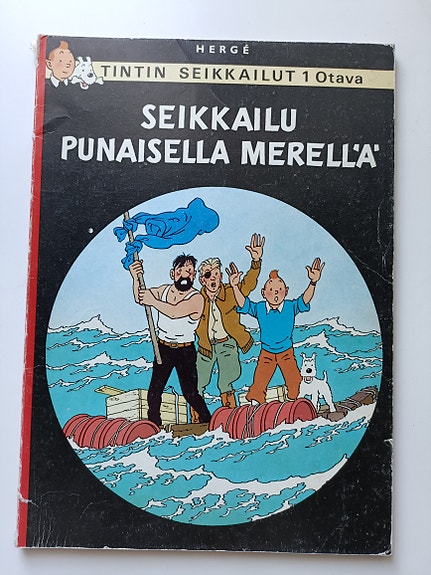 HERGÉ
TINTIN SEIKKAILUT 1 Otava
SEIKKAILU
PUNAISELLA MERELLÄ